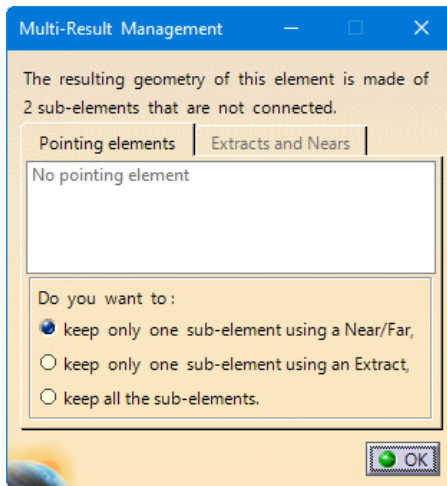 Multi-Result Management
The resulting geometry of this element is made of
2 sub-elements that are not connected.
Pointing elements
Extracts and Nears
No pointing element
Do you want to :
keep only one sub-element using a Near/Far,
keep only one sub-element using an Extract,
keep all the sub-elements.
OK